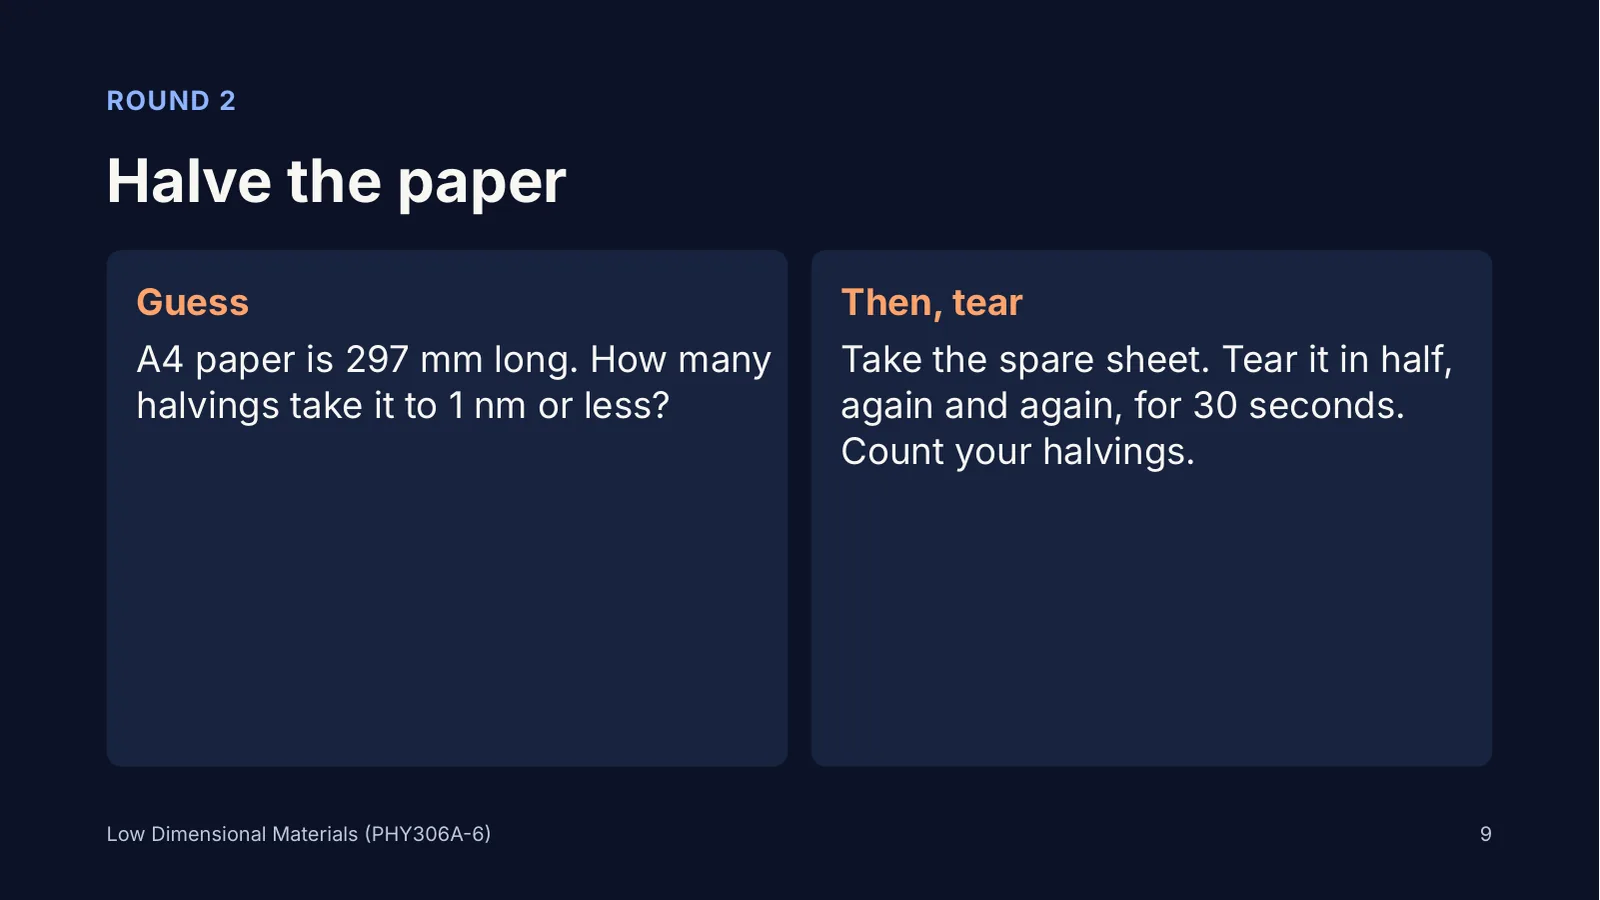 ROUND 2
Halve the paper
Guess
A4 paper is 297 mm long. How many
halvings take it to 1 nm or less?
Then, tear
Take the spare sheet. Tear it in half,
again and again, for 30 seconds.
Count your halvings.
Low Dimensional Materials (PHY306A-6)
9